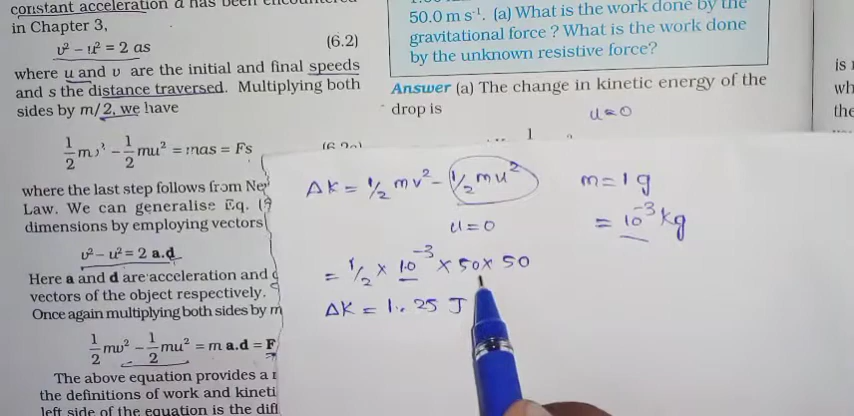 constant acceleration a has been encountered
in Chapter 3,
v² − u² = 2 as (6.2)
where u and v are the initial and final speeds
and s the distance traversed. Multiplying both
sides by m/2, we have
1/2 mv² − 1/2 mu² = mas = Fs
where the last step follows from
Law. We can generalise Eq.
dimensions by employing vectors
v² − u² = 2 a.d
Here a and d are acceleration and
vectors of the object respectively.
Once again multiplying both sides by m
1/2 mv² − 1/2 mu² = m a.d = F
The above equation provides a
the definitions of work and kineti
left side of the equation is the diff
50.0 m s⁻¹. (a) What is the work done by the
gravitational force ? What is the work done
by the unknown resistive force?
Answer (a) The change in kinetic energy of the
drop is
u=0
1
ΔK = 1/2 mv² − 1/2 mu²
u=0
= 1/2 × 10⁻³ × 50 × 50
ΔK = 1.25 J
m = 1 g
= 10⁻³ kg
is
wh
the